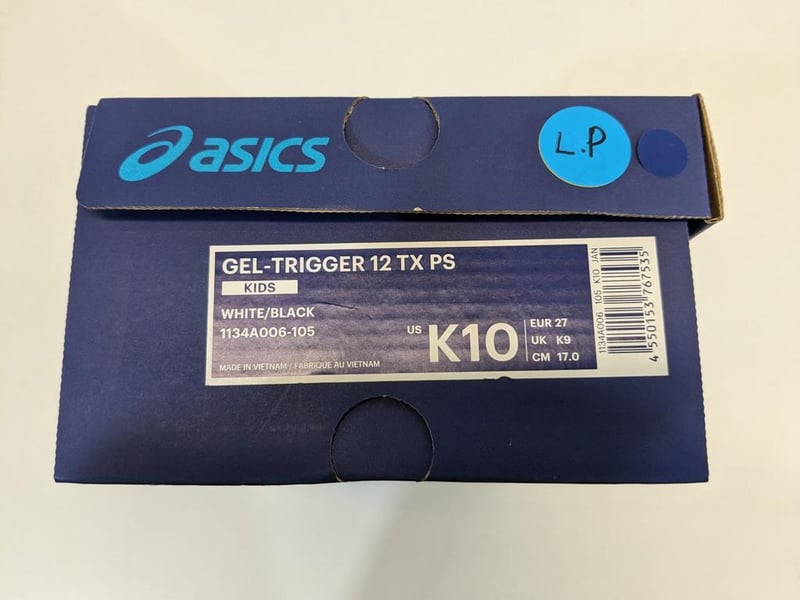 asics
L.P
GEL-TRIGGER 12 TX PS
KIDS
WHITE/BLACK
1134A006-105
MADE IN VIETNAM / FABRIQUE AU VIETNAM
US K10
EUR 27
UK K9
CM 17.0
1134A006 105 K10 JAN
4 550153 767535